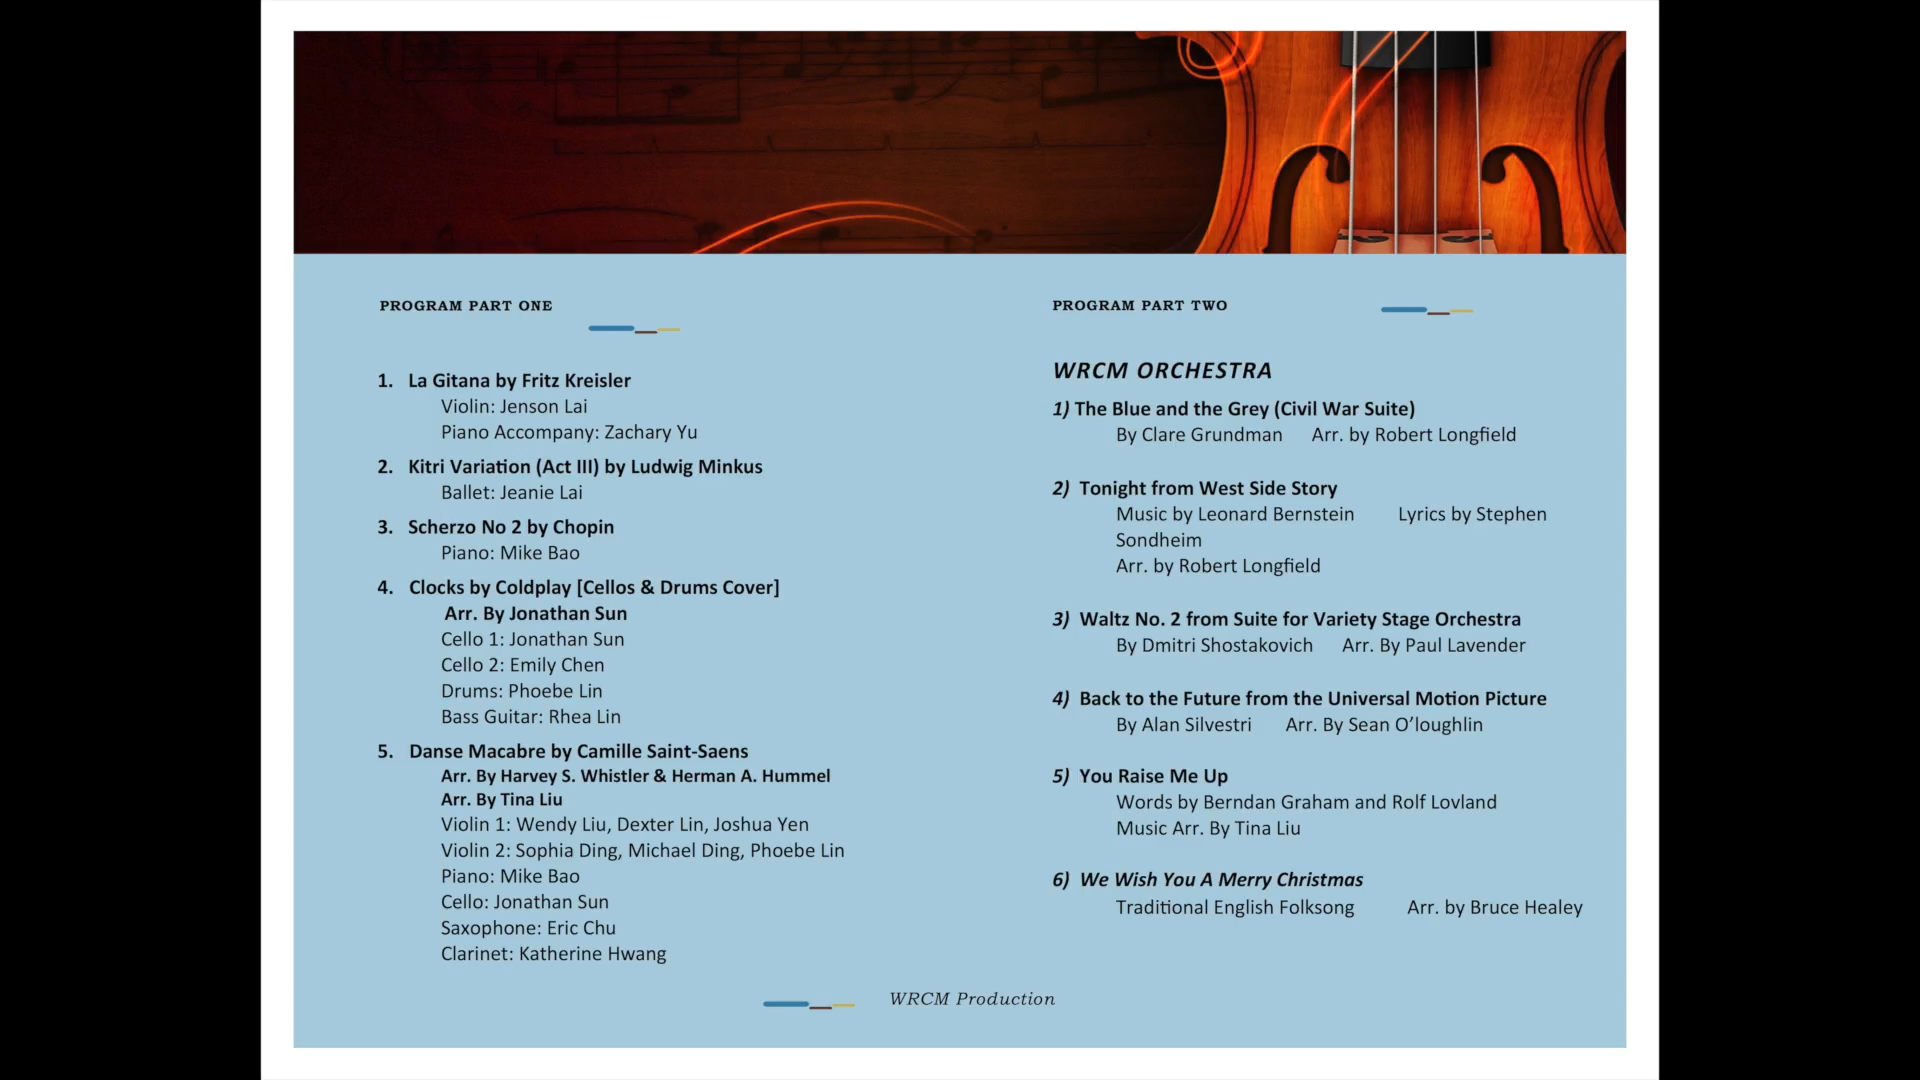 PROGRAM PART ONE
1. La Gitana by Fritz Kreisler
Violin: Jenson Lai
Piano Accompany: Zachary Yu
2. Kitri Variation (Act III) by Ludwig Minkus
Ballet: Jeanie Lai
3. Scherzo No 2 by Chopin
Piano: Mike Bao
4. Clocks by Coldplay [Cellos & Drums Cover]
Arr. By Jonathan Sun
Cello 1: Jonathan Sun
Cello 2: Emily Chen
Drums: Phoebe Lin
Bass Guitar: Rhea Lin
5. Danse Macabre by Camille Saint-Saens
Arr. By Harvey S. Whistler & Herman A. Hummel
Arr. By Tina Liu
Violin 1: Wendy Liu, Dexter Lin, Joshua Yen
Violin 2: Sophia Ding, Michael Ding, Phoebe Lin
Piano: Mike Bao
Cello: Jonathan Sun
Saxophone: Eric Chu
Clarinet: Katherine Hwang
PROGRAM PART TWO
WRCM ORCHESTRA
1) The Blue and the Grey (Civil War Suite)
By Clare Grundman Arr. by Robert Longfield
2) Tonight from West Side Story
Music by Leonard Bernstein Lyrics by Stephen
Sondheim
Arr. by Robert Longfield
3) Waltz No. 2 from Suite for Variety Stage Orchestra
By Dmitri Shostakovich Arr. By Paul Lavender
4) Back to the Future from the Universal Motion Picture
By Alan Silvestri Arr. By Sean O’loughlin
5) You Raise Me Up
Words by Berndan Graham and Rolf Lovland
Music Arr. By Tina Liu
6) We Wish You A Merry Christmas
Traditional English Folksong Arr. by Bruce Healey
WRCM Production